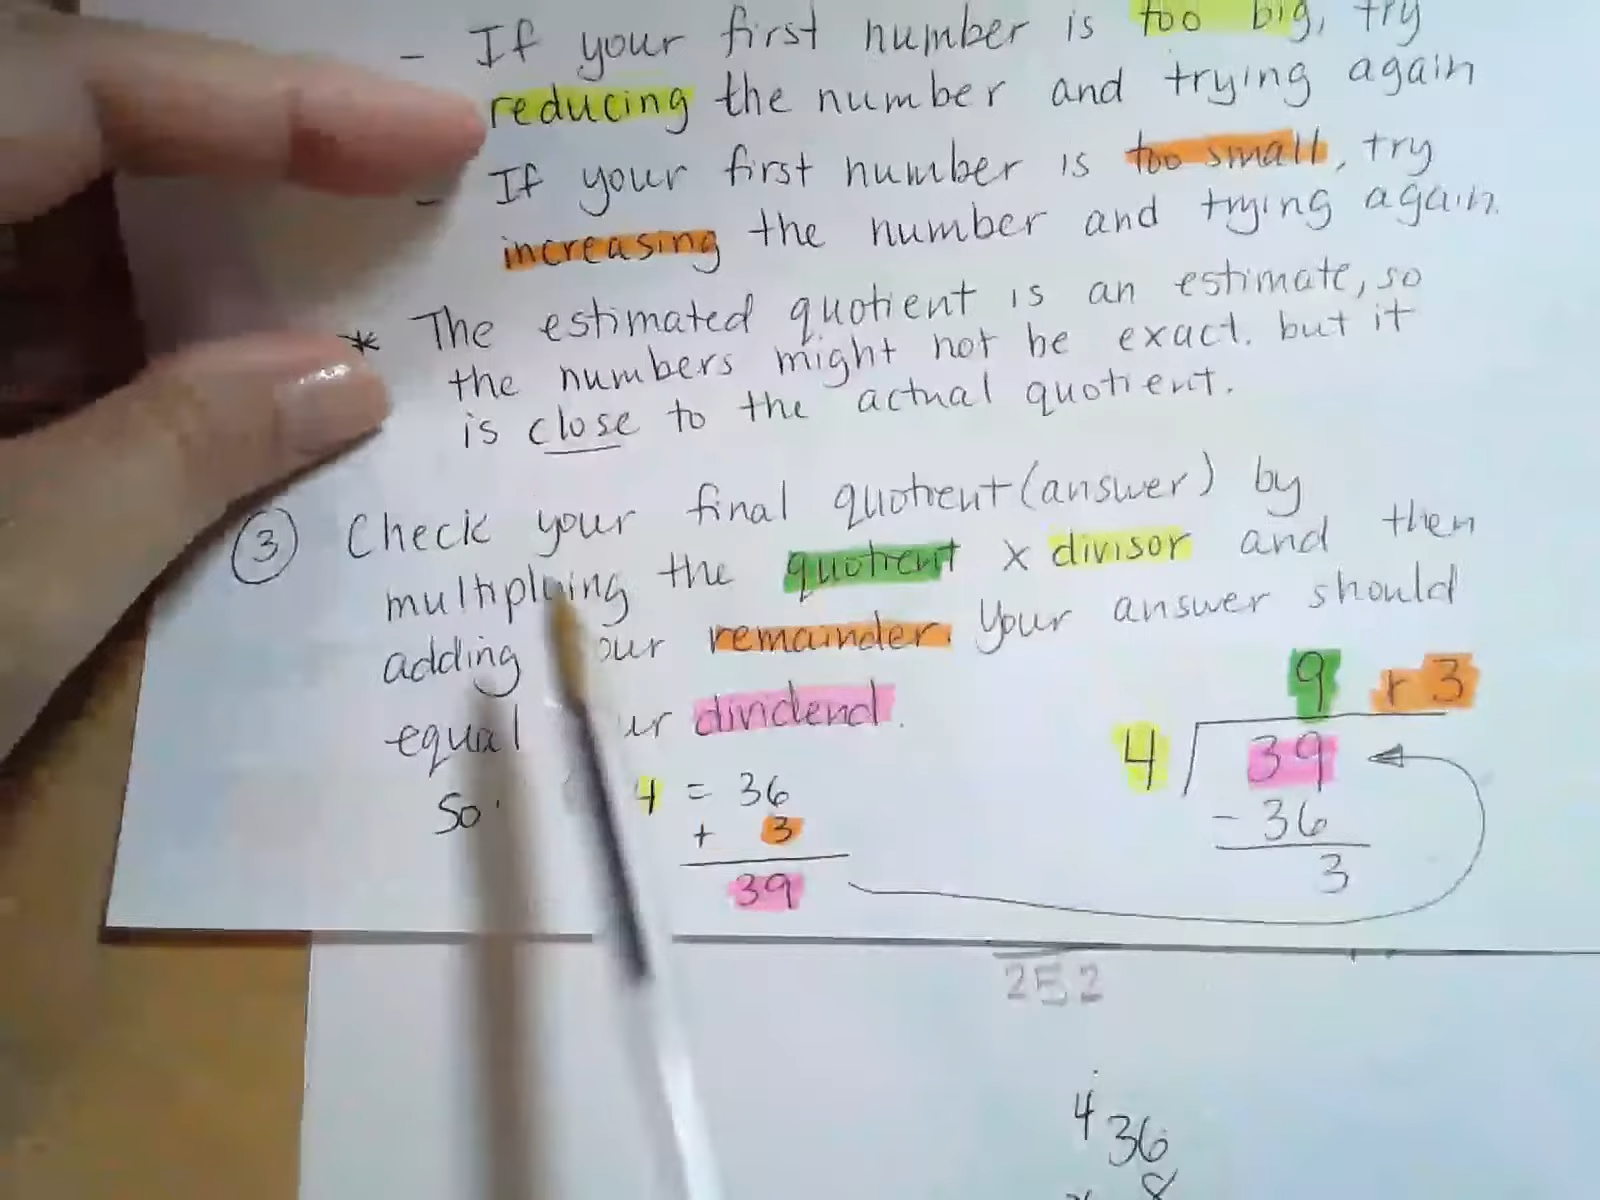 - If your first number is too big, try
reducing the number and trying again
- If your first number is too small, try
increasing the number and trying again.
* The estimated quotient is an estimate, so
the numbers might not be exact. but it
is close to the actual quotient.
③ Check your final quotient (answer) by
multiplying the quotient x divisor and then
adding our remainder. Your answer should
equal ur dividend.
So 4 = 36
+ 3
39
9 r 3
4 39
- 36
3
252
4
36
8